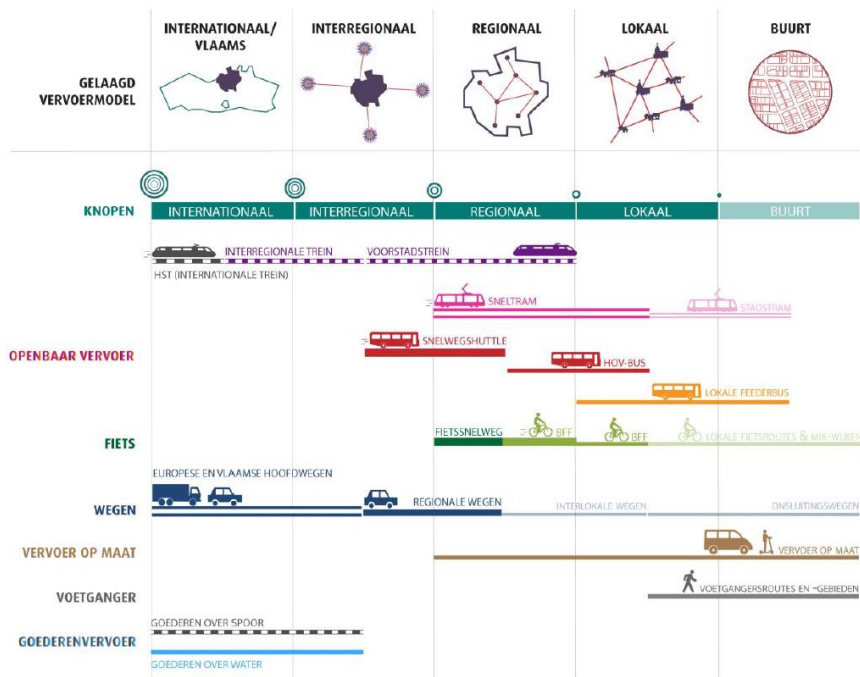 INTERNATIONAAL/
VLAAMS
INTERREGIONAAL
REGIONAAL
LOKAAL
BUURT
GELAAGD
VERVOERMODEL
KNOPEN
INTERNATIONAAL
INTERREGIONAAL
REGIONAAL
LOKAAL
BUURT
INTERREGIONALE TREIN
VOORSTADSTREIN
HST (INTERNATIONALE TREIN)
SNELTRAM
STADSTRAM
OPENBAAR VERVOER
SNELWEGSHUTTLE
HOV-BUS
LOKALE FEEDERBUS
FIETS
FIETSSNELWEG
BFF
BFF
LOKALE FIETSROUTES & MIX-WIJKEN
EUROPESE EN VLAAMSE HOOFDWEGEN
WEGEN
REGIONALE WEGEN
INTERLOKALE WEGEN
ONSLUITINGSWEGEN
VERVOER OP MAAT
VERVOER OP MAAT
VOETGANGER
VOETGANGERSROUTES EN -GEBIEDEN
GOEDERENVERVOER
GOEDEREN OVER SPOOR
GOEDEREN OVER WATER